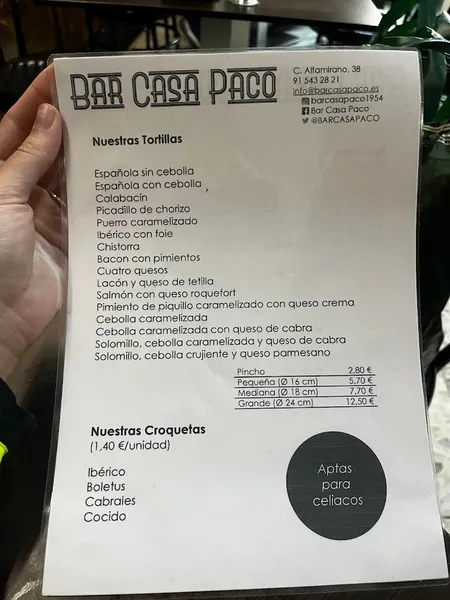 BAR CASA PACO
C. Altamirano, 38
91 543 28 21
info@barcasapaco.es
barcasapaco1954
Bar Casa Paco
@BARCASAPACO
Nuestras Tortillas
Española sin cebolla
Española con cebolla
Calabacín
Picadillo de chorizo
Puerro caramelizado
Ibérico con foie
Chistorra
Bacon con pimientos
Cuatro quesos
Lacón y queso de tetilla
Salmón con queso roquefort
Pimiento de piquillo caramelizado con queso crema
Cebolla caramelizada
Cebolla caramelizada con queso de cabra
Solomillo, cebolla caramelizada y queso de cabra
Solomillo, cebolla crujiente y queso parmesano
Pincho 2,80 €
Pequeña (Ø 16 cm) 5,70 €
Mediana (Ø 18 cm) 7,70 €
Grande (Ø 24 cm) 12,50 €
Nuestras Croquetas
(1,40 €/unidad)
Ibérico
Boletus
Cabrales
Cocido
Aptas
para
celiacos